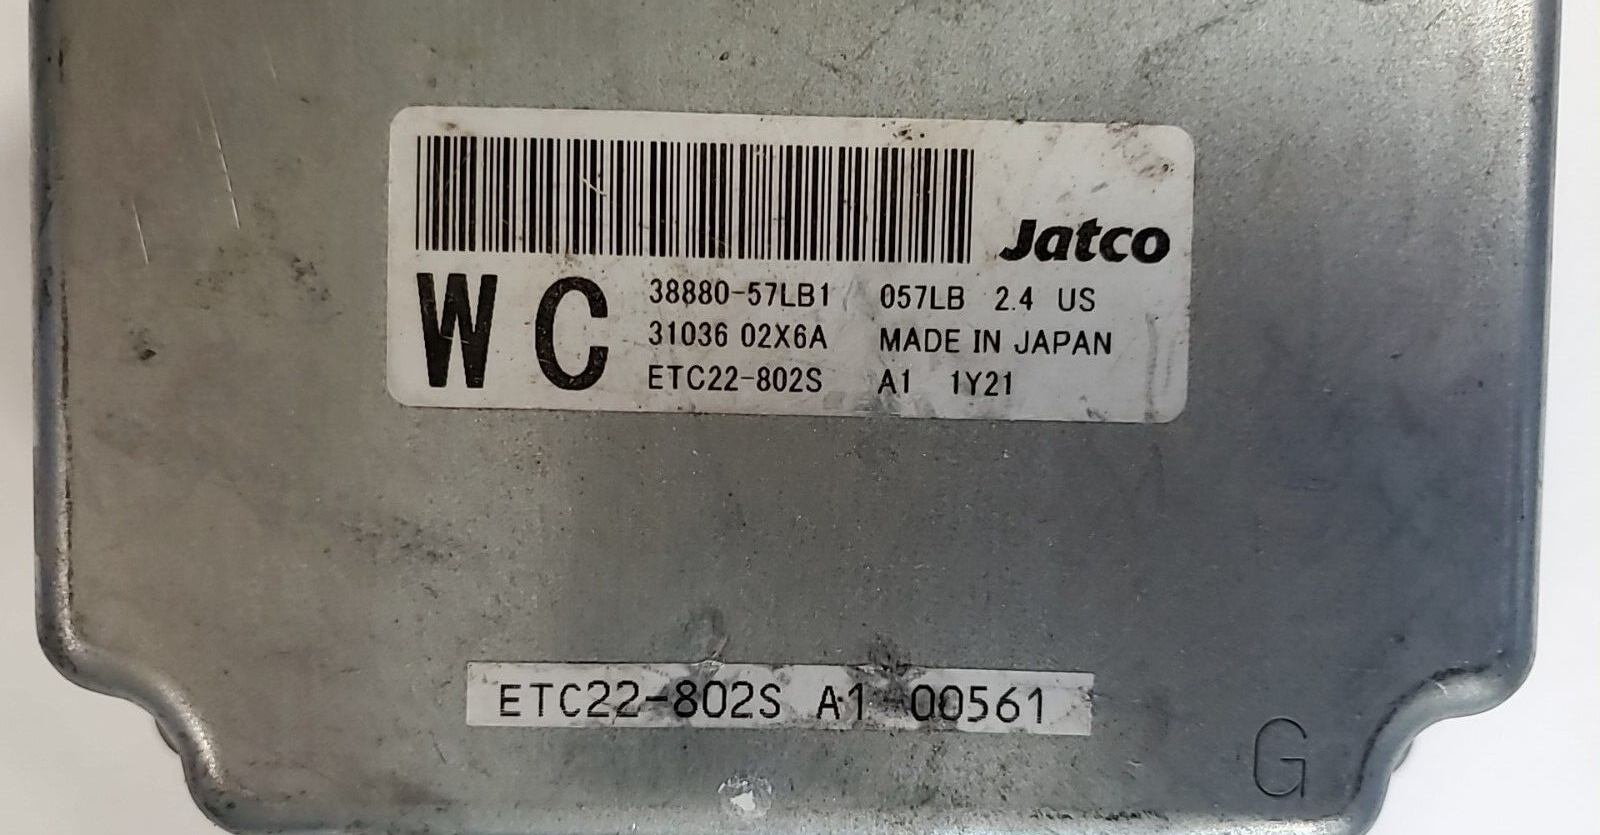 Jatco
WC
38880-57LB1 057LB 2.4 US
31036 02X6A MADE IN JAPAN
ETC22-802S A1 1Y21
ETC22-802S A1 00561
G